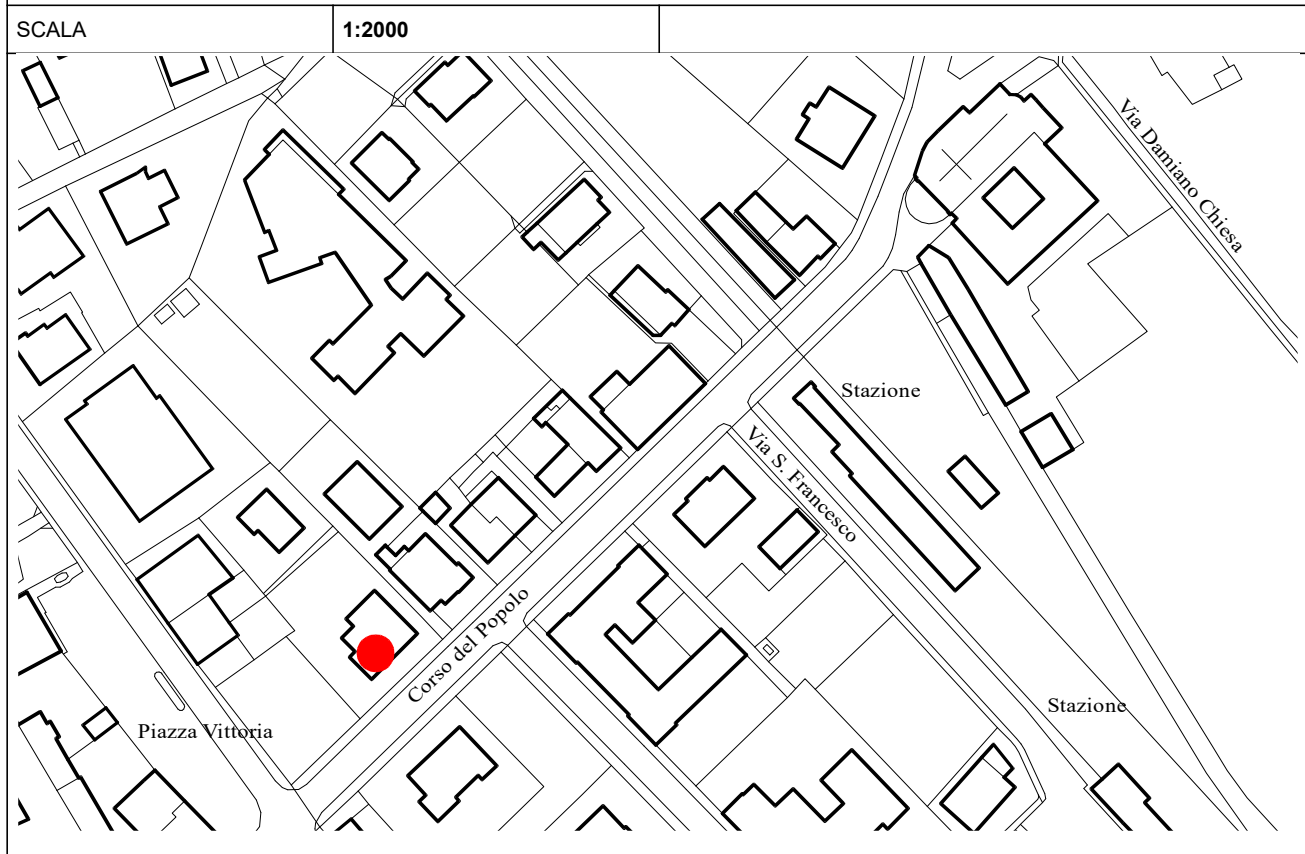 SCALA 1:2000
Via Damiano Chiesa
Stazione
Via S. Francesco
Corso del Popolo
Stazione
Piazza Vittoria